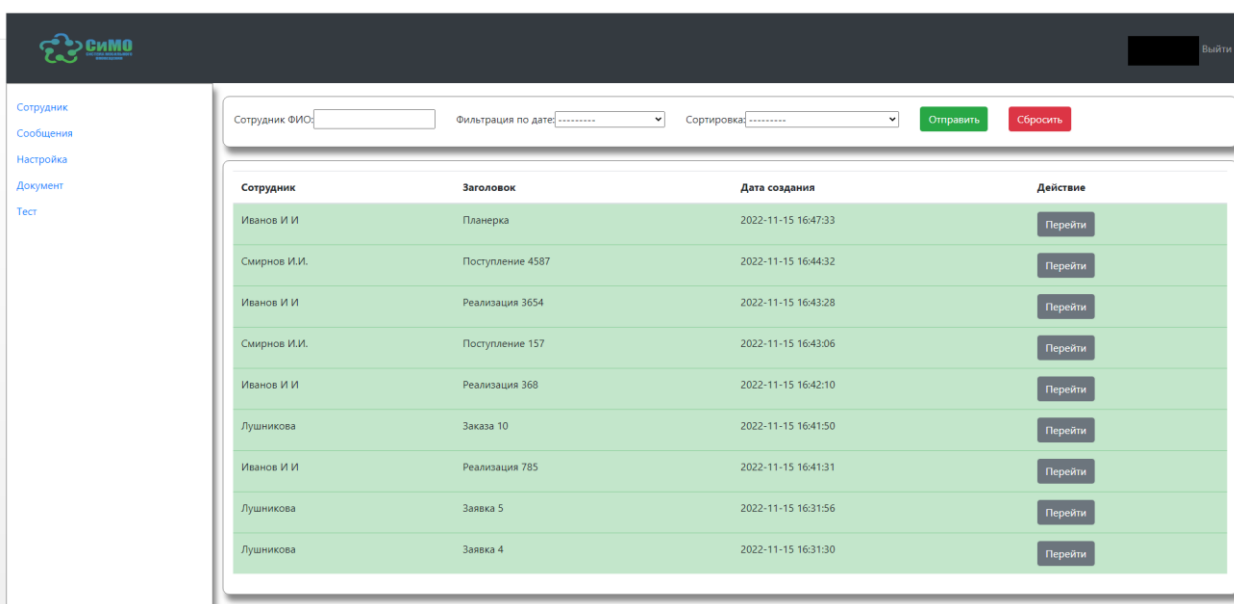 СиМО
Выйти
Сотрудник
Сообщения
Настройка
Документ
Тест
Сотрудник ФИО: Фильтрация по дате: --------- Сортировка: --------- Отправить Сбросить
Сотрудник Заголовок Дата создания Действие
Иванов И И Планерка 2022-11-15 16:47:33 Перейти
Смирнов И.И. Поступление 4587 2022-11-15 16:44:32 Перейти
Иванов И И Реализация 3654 2022-11-15 16:43:28 Перейти
Смирнов И.И. Поступление 157 2022-11-15 16:43:06 Перейти
Иванов И И Реализация 368 2022-11-15 16:42:10 Перейти
Лушникова Заказа 10 2022-11-15 16:41:50 Перейти
Иванов И И Реализация 785 2022-11-15 16:41:31 Перейти
Лушникова Заявка 5 2022-11-15 16:31:56 Перейти
Лушникова Заявка 4 2022-11-15 16:31:30 Перейти